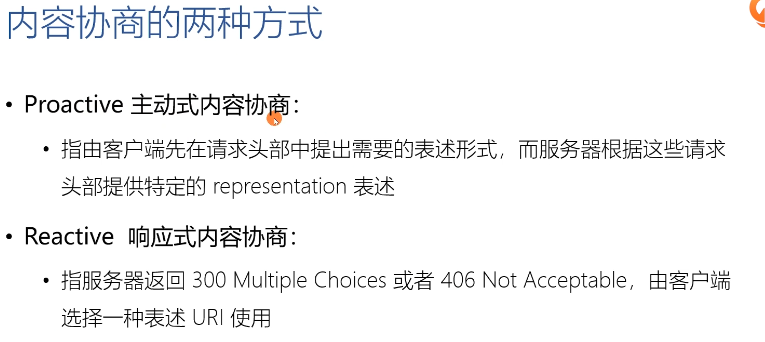 内容协商的两种方式
• Proactive 主动式内容协商：
• 指由客户端先在请求头部中提出需要的表述形式，而服务器根据这些请求
头部提供特定的 representation 表述
• Reactive 响应式内容协商：
• 指服务器返回 300 Multiple Choices 或者 406 Not Acceptable，由客户端
选择一种表述 URI 使用